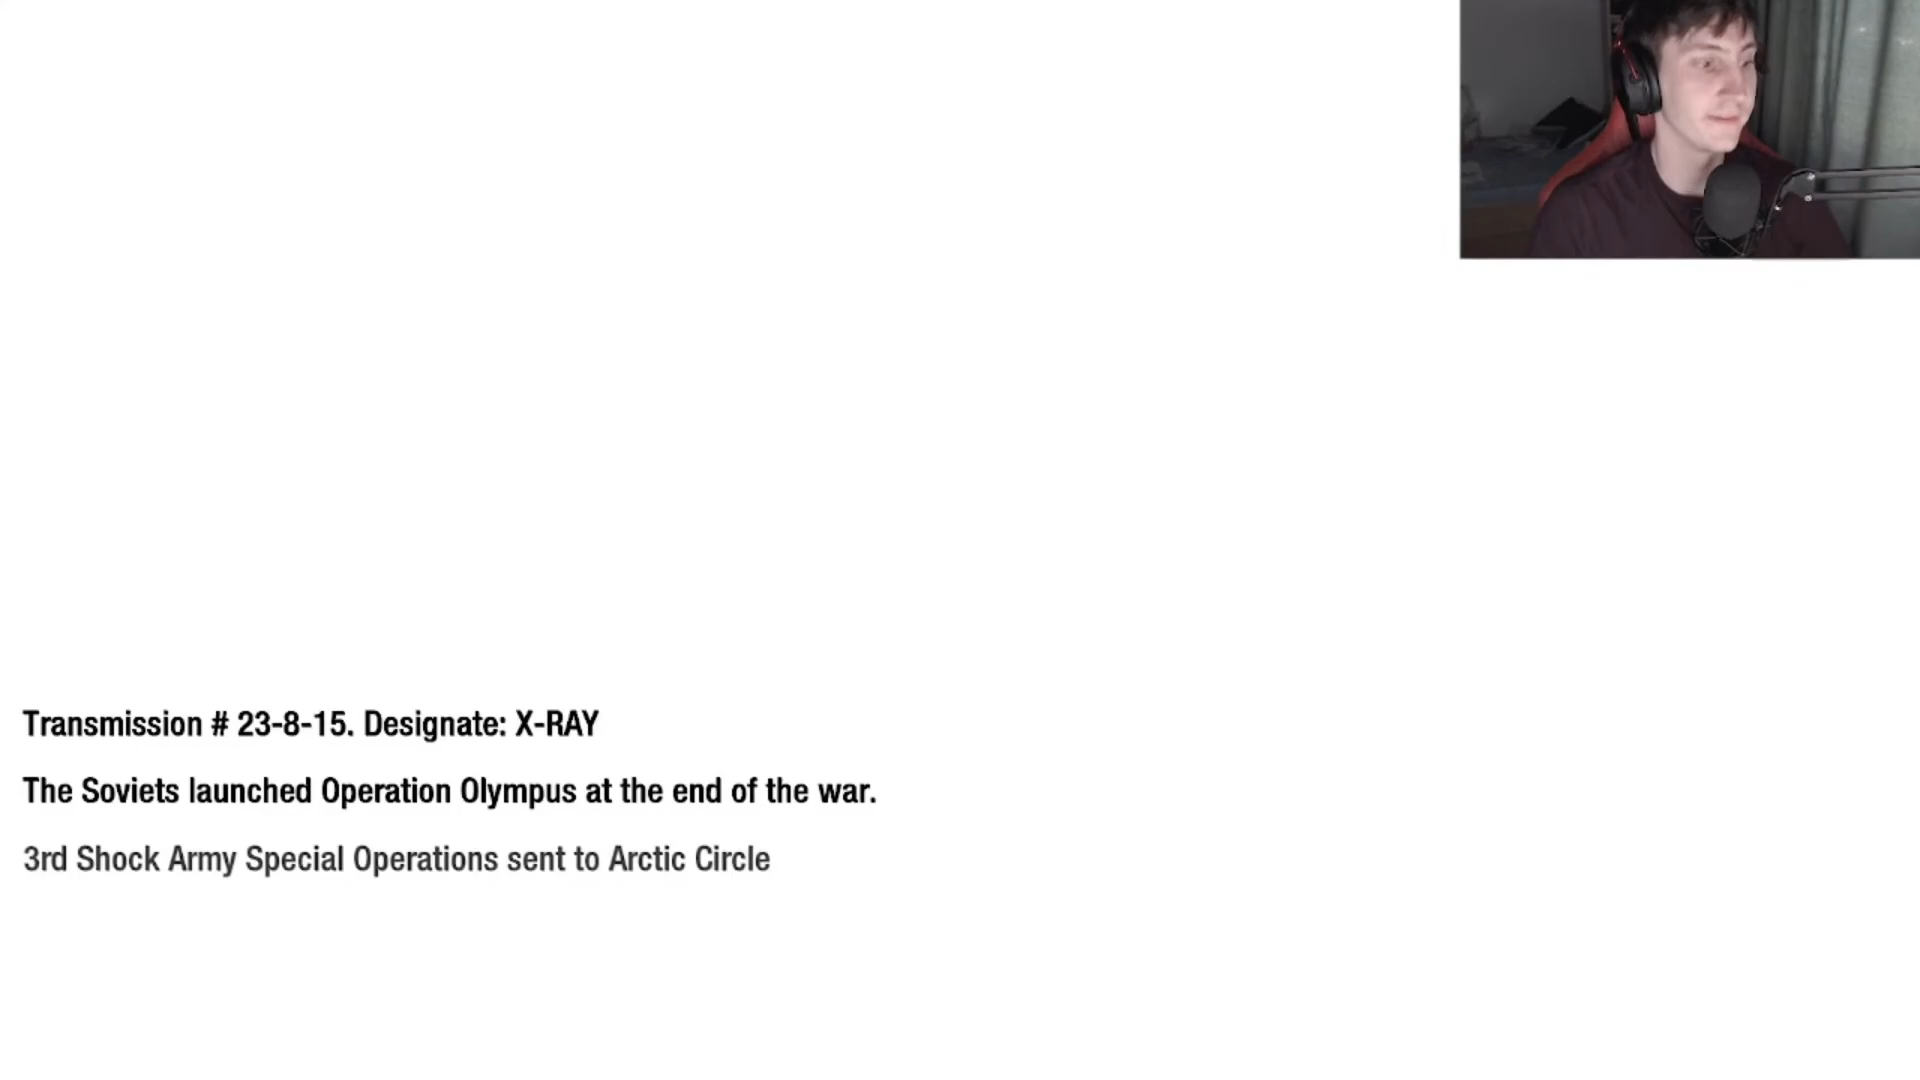 Transmission # 23-8-15. Designate: X-RAY
The Soviets launched Operation Olympus at the end of the war.
3rd Shock Army Special Operations sent to Arctic Circle